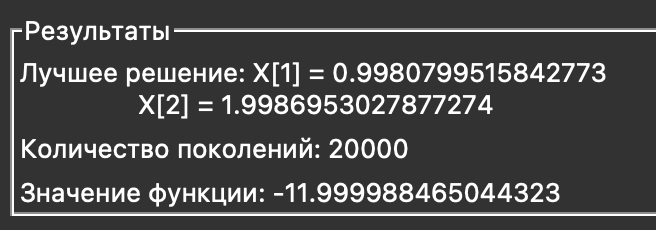 Результаты
Лучшее решение: X[1] = 0.9980799515842773
X[2] = 1.9986953027877274
Количество поколений: 20000
Значение функции: -11.999988465044323